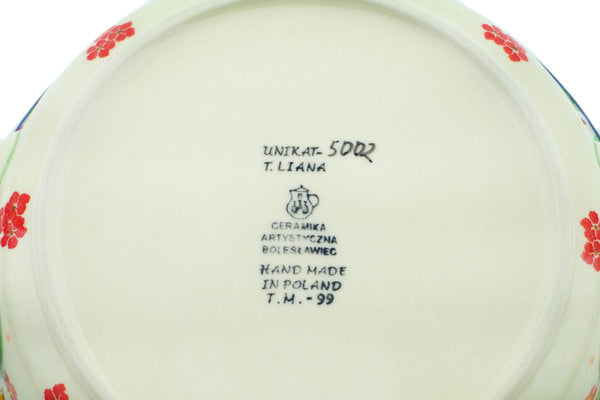 UNIKAT-5002
T. LIANA
CERAMIKA
ARTYSTYCZNA
BOLESŁAWIEC
HAND MADE
IN POLAND
T.M.-99